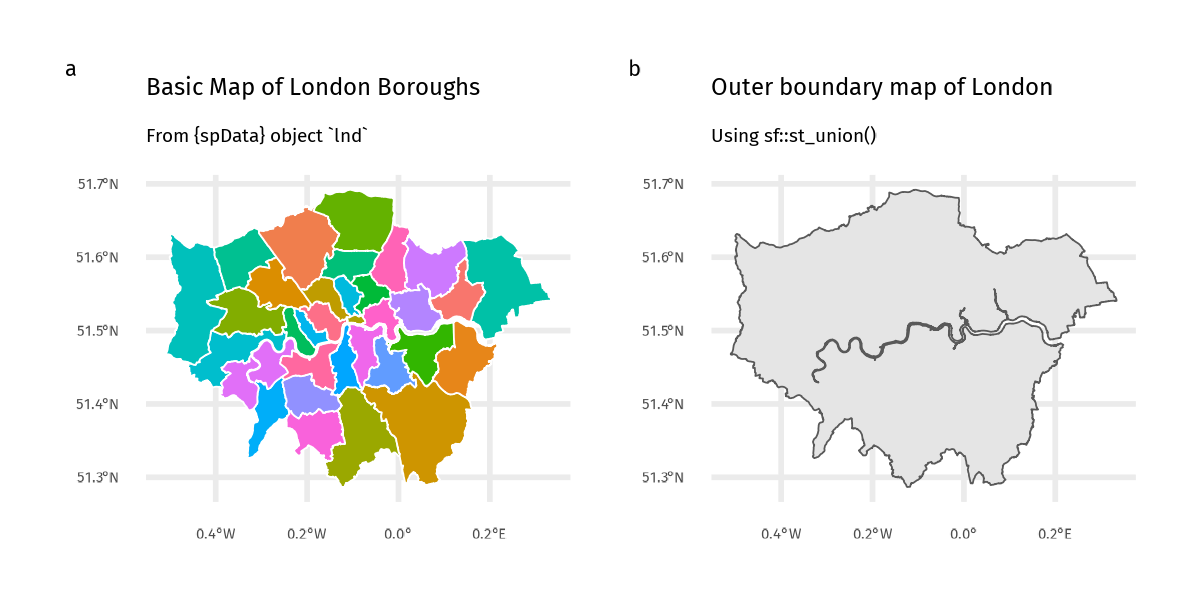 a
Basic Map of London Boroughs
From {spData} object `lnd`
51.7°N
51.6°N
51.5°N
51.4°N
51.3°N
0.4°W
0.2°W
0.0°
0.2°E
b
Outer boundary map of London
Using sf::st_union()
51.7°N
51.6°N
51.5°N
51.4°N
51.3°N
0.4°W
0.2°W
0.0°
0.2°E